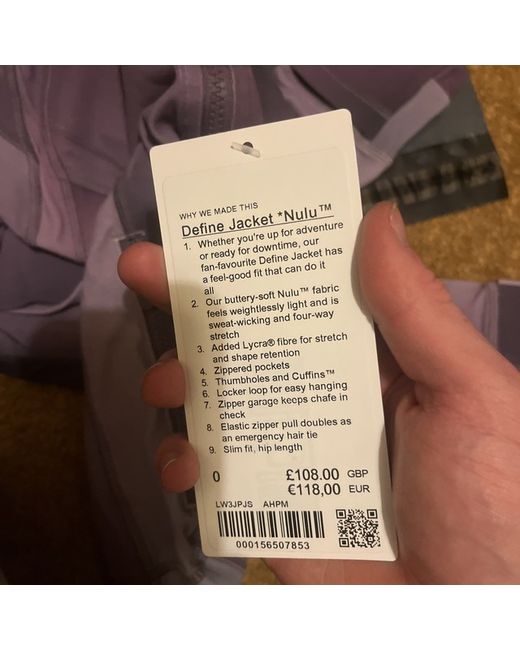 WHY WE MADE THIS
Define Jacket *Nulu™
1. Whether you're up for adventure
or ready for downtime, our
fan-favourite Define Jacket has
a feel-good fit that can do it
all
2. Our buttery-soft Nulu™ fabric
feels weightlessly light and is
sweat-wicking and four-way
stretch
3. Added Lycra® fibre for stretch
and shape retention
4. Zippered pockets
5. Thumbholes and Cuffins™
6. Locker loop for easy hanging
7. Zipper garage keeps chafe in
check
8. Elastic zipper pull doubles as
an emergency hair tie
9. Slim fit, hip length
0 £108.00 GBP
€118,00 EUR
LW3JPJS AHPM
000156507853